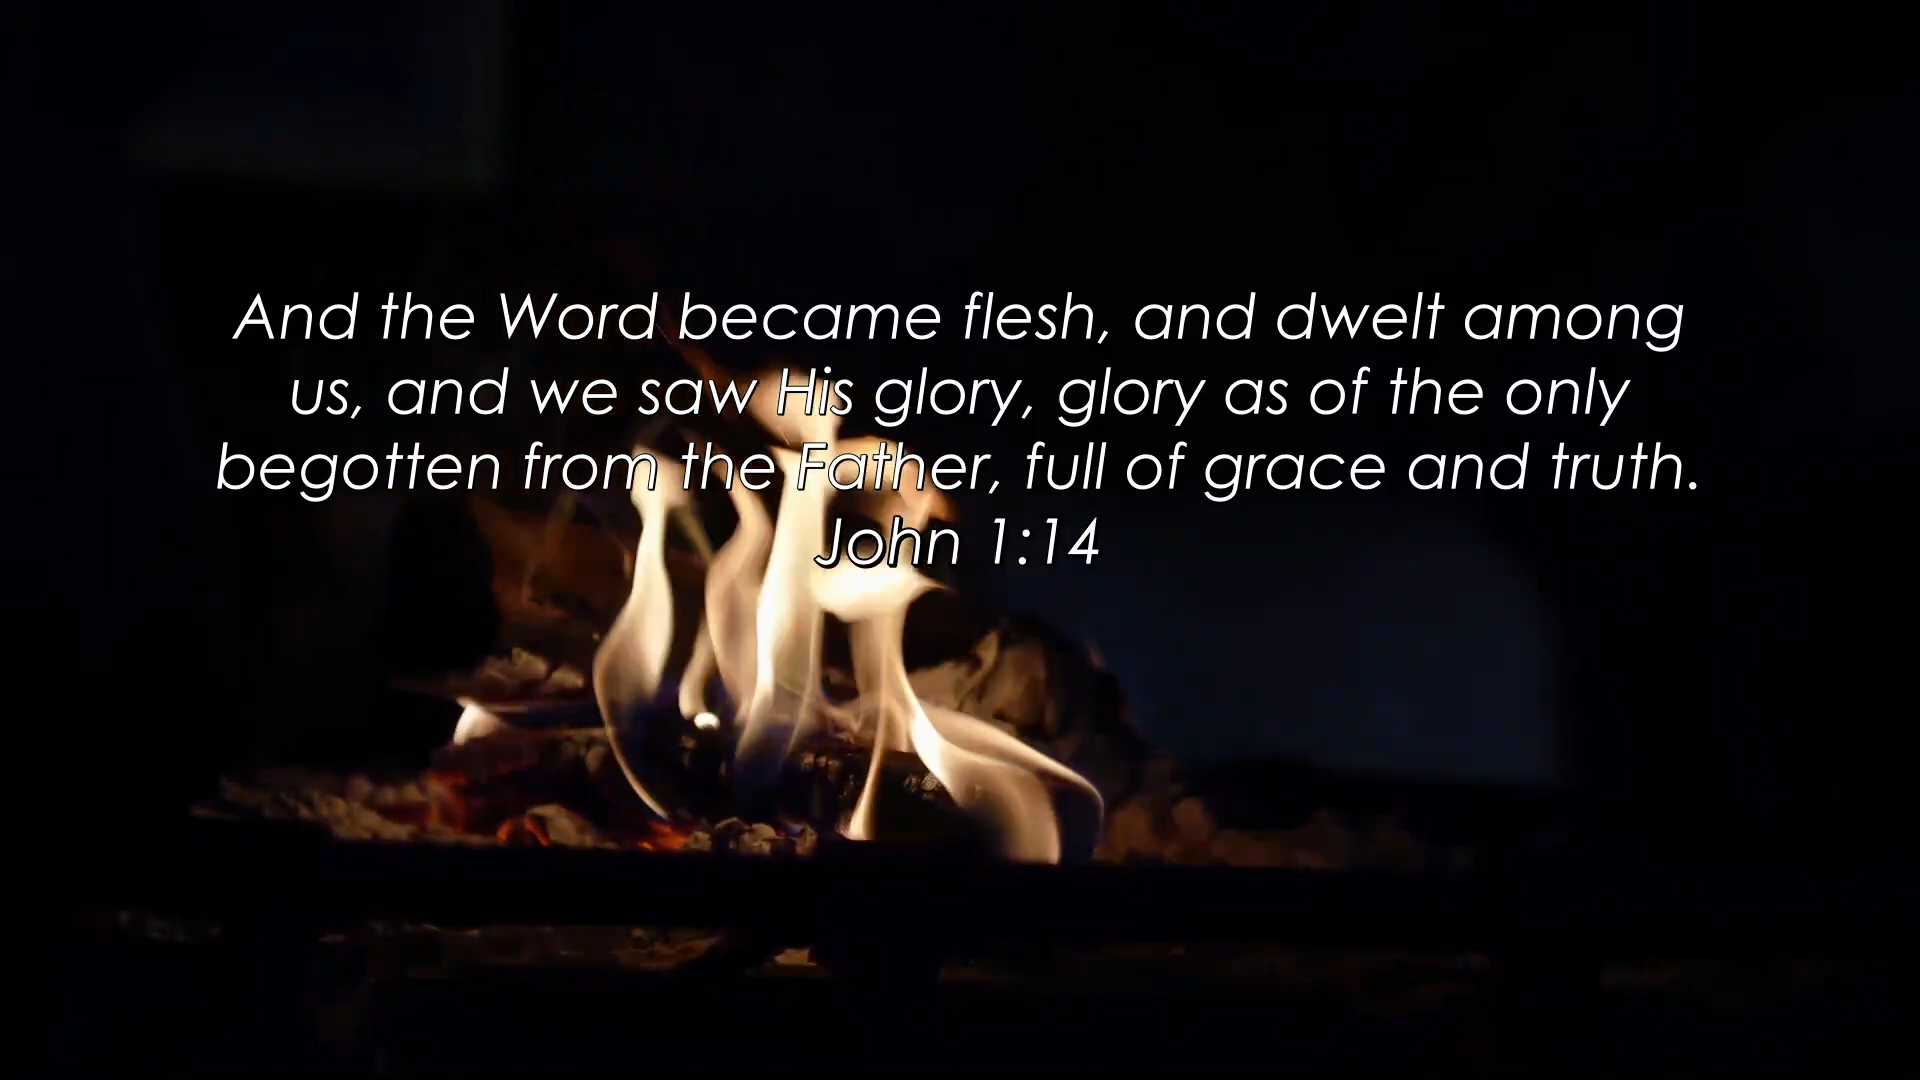 And the Word became flesh, and dwelt among
us, and we saw His glory, glory as of the only
begotten from the Father, full of grace and truth.
John 1:14